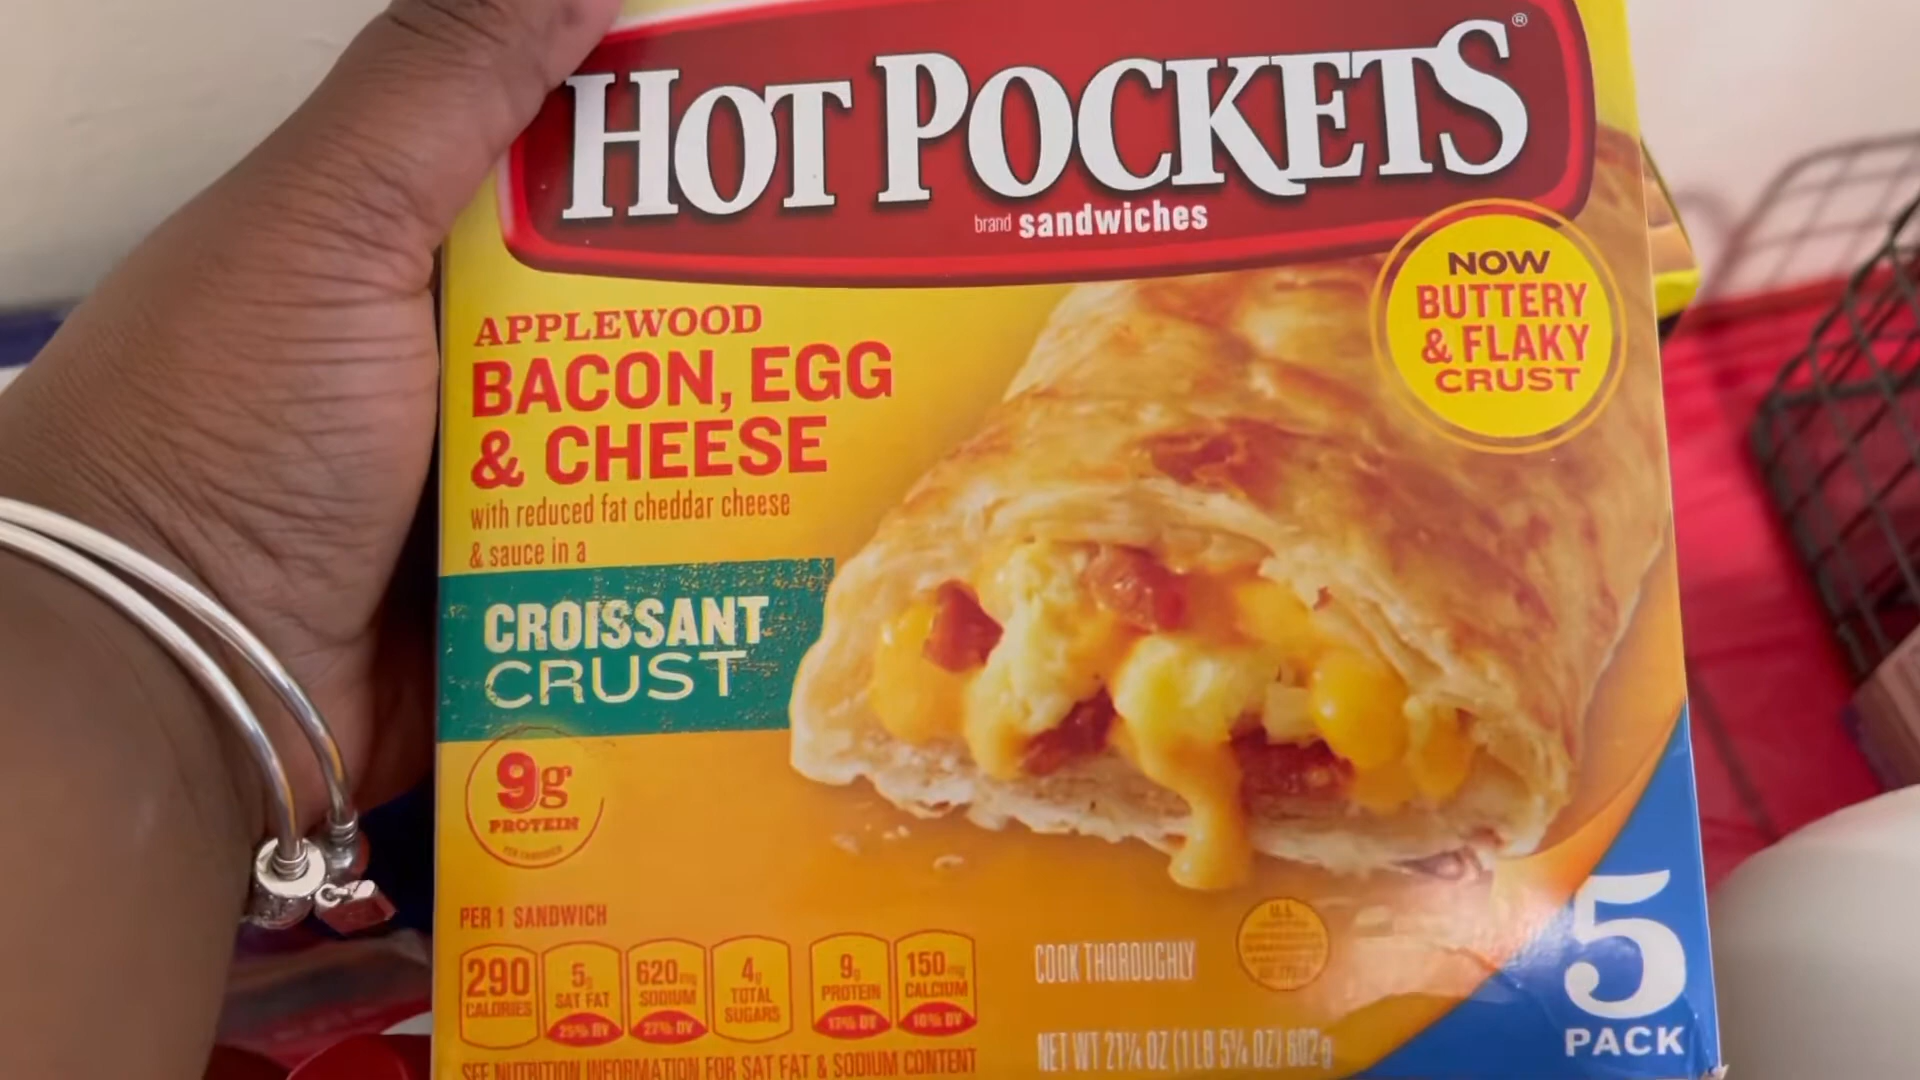 HOT POCKETS®
brand sandwiches
NOW
BUTTERY
& FLAKY
CRUST
APPLEWOOD
BACON, EGG
& CHEESE
with reduced fat cheddar cheese
& sauce in a
CROISSANT
CRUST
9g
PROTEIN
PER SANDWICH
PER 1 SANDWICH
290
CALORIES
5g
SAT FAT
25% DV
620mg
SODIUM
27% DV
4g
TOTAL
SUGARS
9g
PROTEIN
17% DV
150mg
CALCIUM
10% DV
SEE NUTRITION INFORMATION FOR SAT FAT & SODIUM CONTENT
COOK THOROUGHLY
U.S.
NET WT 21¼ OZ (1 LB 5¼ OZ) 602g
5
PACK